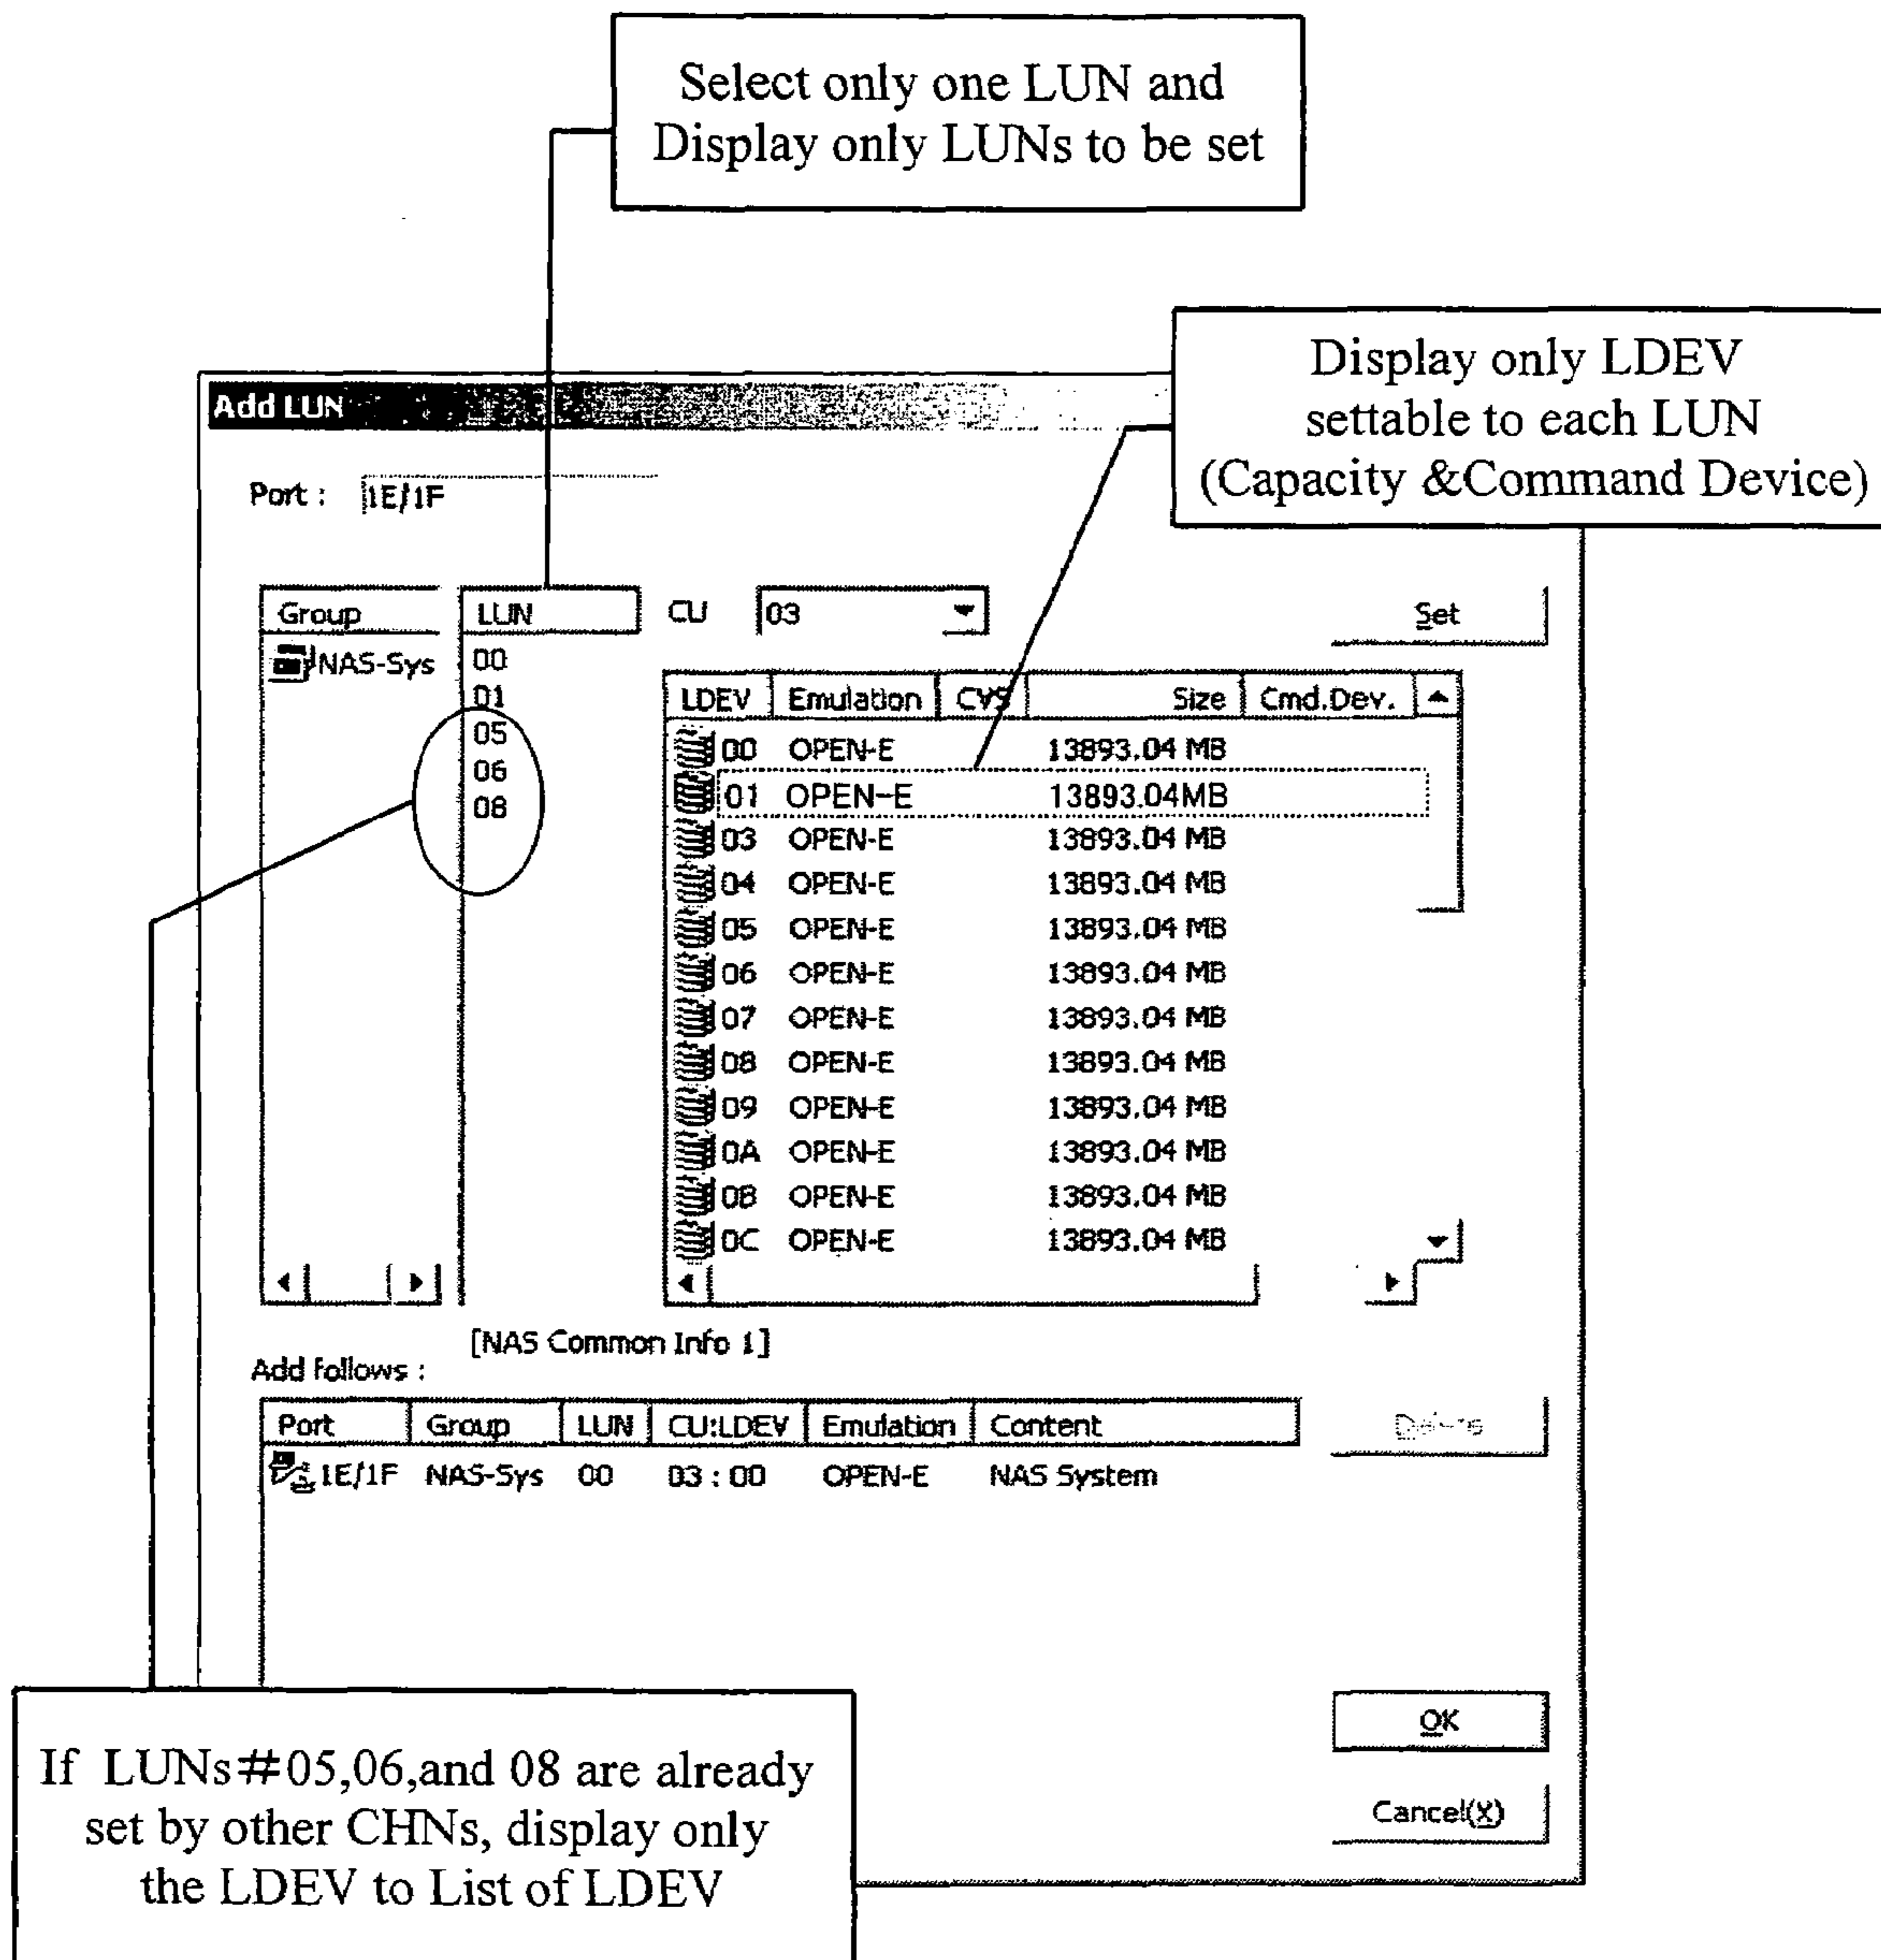 Select only one LUN and
Display only LUNs to be set
Display only LDEV
settable to each LUN
(Capacity &Command Device)
Add LUN
Port : 1E/1F
Group
NAS-Sys
LUN
00
01
05
06
08
CU 03
Set
LDEV Emulation CVS Size Cmd.Dev.
00 OPEN-E 13893.04 MB
01 OPEN-E 13893.04MB
03 OPEN-E 13893.04 MB
04 OPEN-E 13893.04 MB
05 OPEN-E 13893.04 MB
06 OPEN-E 13893.04 MB
07 OPEN-E 13893.04 MB
08 OPEN-E 13893.04 MB
09 OPEN-E 13893.04 MB
0A OPEN-E 13893.04 MB
0B OPEN-E 13893.04 MB
0C OPEN-E 13893.04 MB
[NAS Common Info 1]
Add follows :
Port Group LUN CU:LDEV Emulation Content
1E/1F NAS-Sys 00 03 : 00 OPEN-E NAS System
OK
Cancel(X)
If LUNs#05,06,and 08 are already
set by other CHNs, display only
the LDEV to List of LDEV